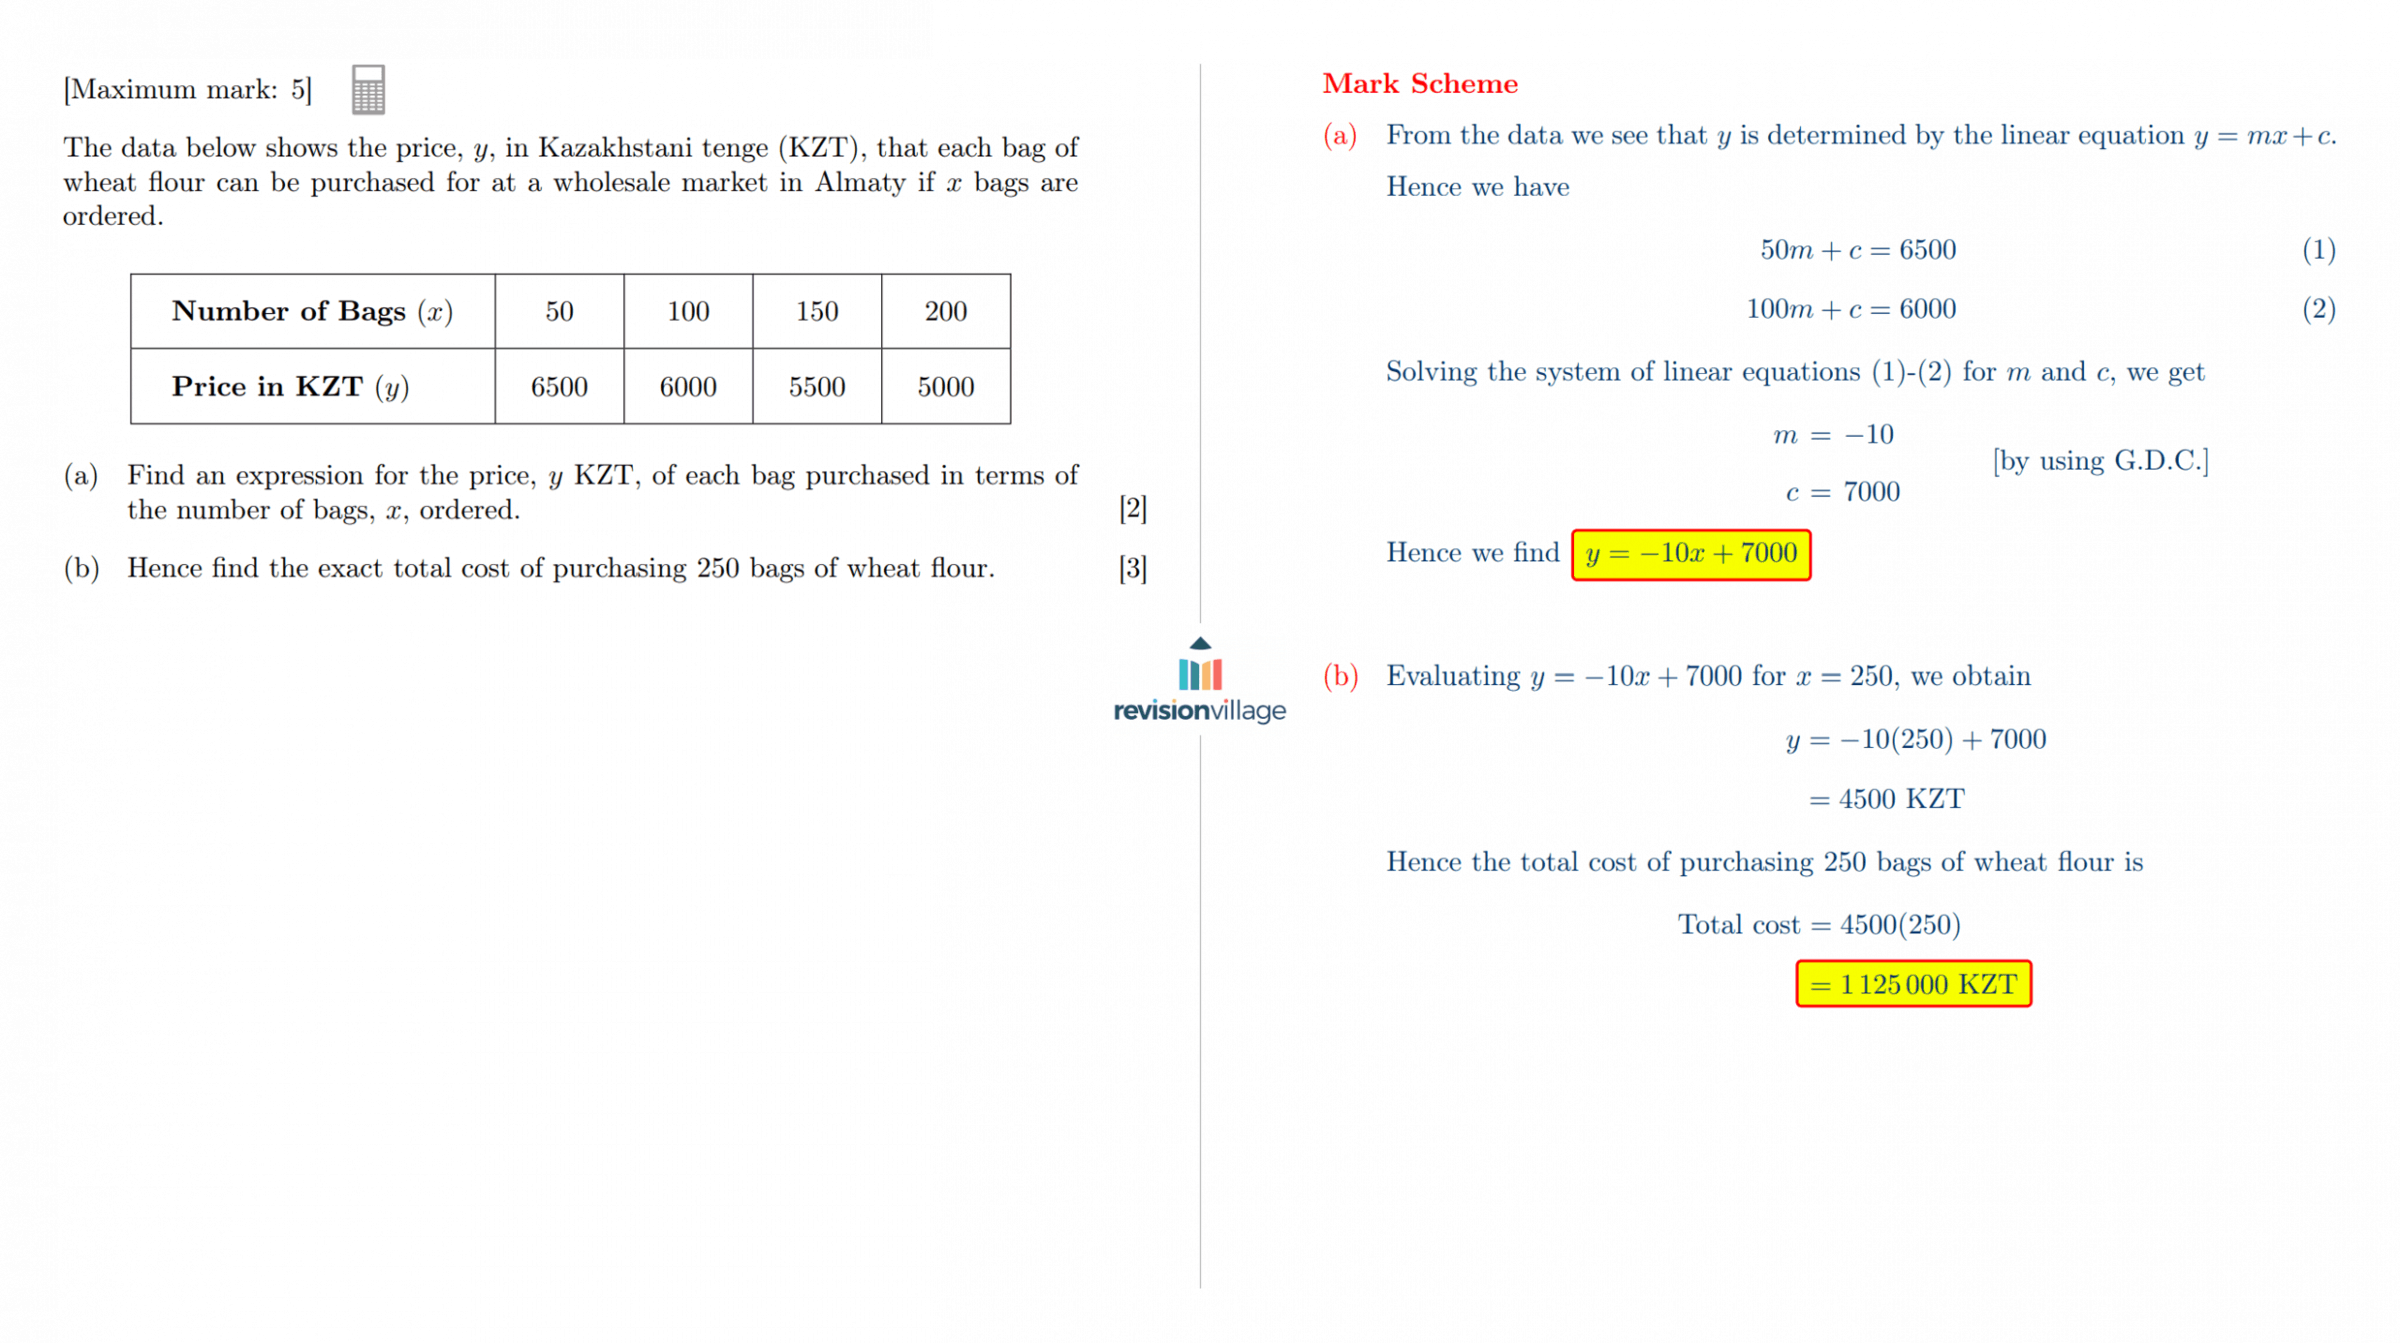 [Maximum mark: 5]
The data below shows the price, y, in Kazakhstani tenge (KZT), that each bag of
wheat flour can be purchased for at a wholesale market in Almaty if x bags are
ordered.
Number of Bags (x) 50 100 150 200
Price in KZT (y) 6500 6000 5500 5000
(a) Find an expression for the price, y KZT, of each bag purchased in terms of
the number of bags, x, ordered. [2]
(b) Hence find the exact total cost of purchasing 250 bags of wheat flour. [3]
revisionvillage
Mark Scheme
(a) From the data we see that y is determined by the linear equation y = mx + c.
Hence we have
50m + c = 6500 (1)
100m + c = 6000 (2)
Solving the system of linear equations (1)-(2) for m and c, we get
m = −10
[by using G.D.C.]
c = 7000
Hence we find y = −10x + 7000
(b) Evaluating y = −10x + 7000 for x = 250, we obtain
y = −10(250) + 7000
= 4500 KZT
Hence the total cost of purchasing 250 bags of wheat flour is
Total cost = 4500(250)
= 1 125 000 KZT